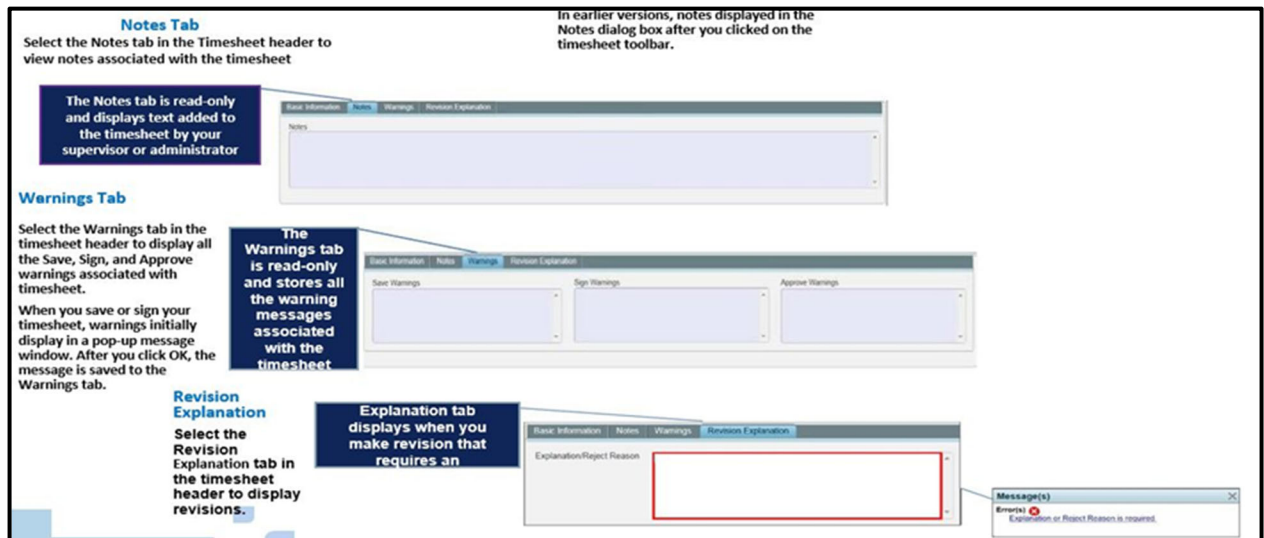 Notes Tab
Select the Notes tab in the Timesheet header to
view notes associated with the timesheet
In earlier versions, notes displayed in the
Notes dialog box after you clicked on the
timesheet toolbar.
The Notes tab is read-only
and displays text added to
the timesheet by your
supervisor or administrator
Basic Information Notes Warnings Revision Explanation
Notes
Warnings Tab
Select the Warnings tab in the
timesheet header to display all
the Save, Sign, and Approve
warnings associated with
timesheet.
When you save or sign your
timesheet, warnings initially
display in a pop-up message
window. After you click OK, the
message is saved to the
Warnings tab.
The
Warnings tab
is read-only
and stores all
the warning
messages
associated
with the
timesheet
Basic Information Notes Warnings Revision Explanation
Save Warnings Sign Warnings Approve Warnings
Revision
Explanation
Select the
Revision
Explanation tab in
the timesheet
header to display
revisions.
Explanation tab
displays when you
make revision that
requires an
Basic Information Notes Warnings Revision Explanation
Explanation/Reject Reason
Message(s)
Error(s)
Explanation or Reject Reason is required.